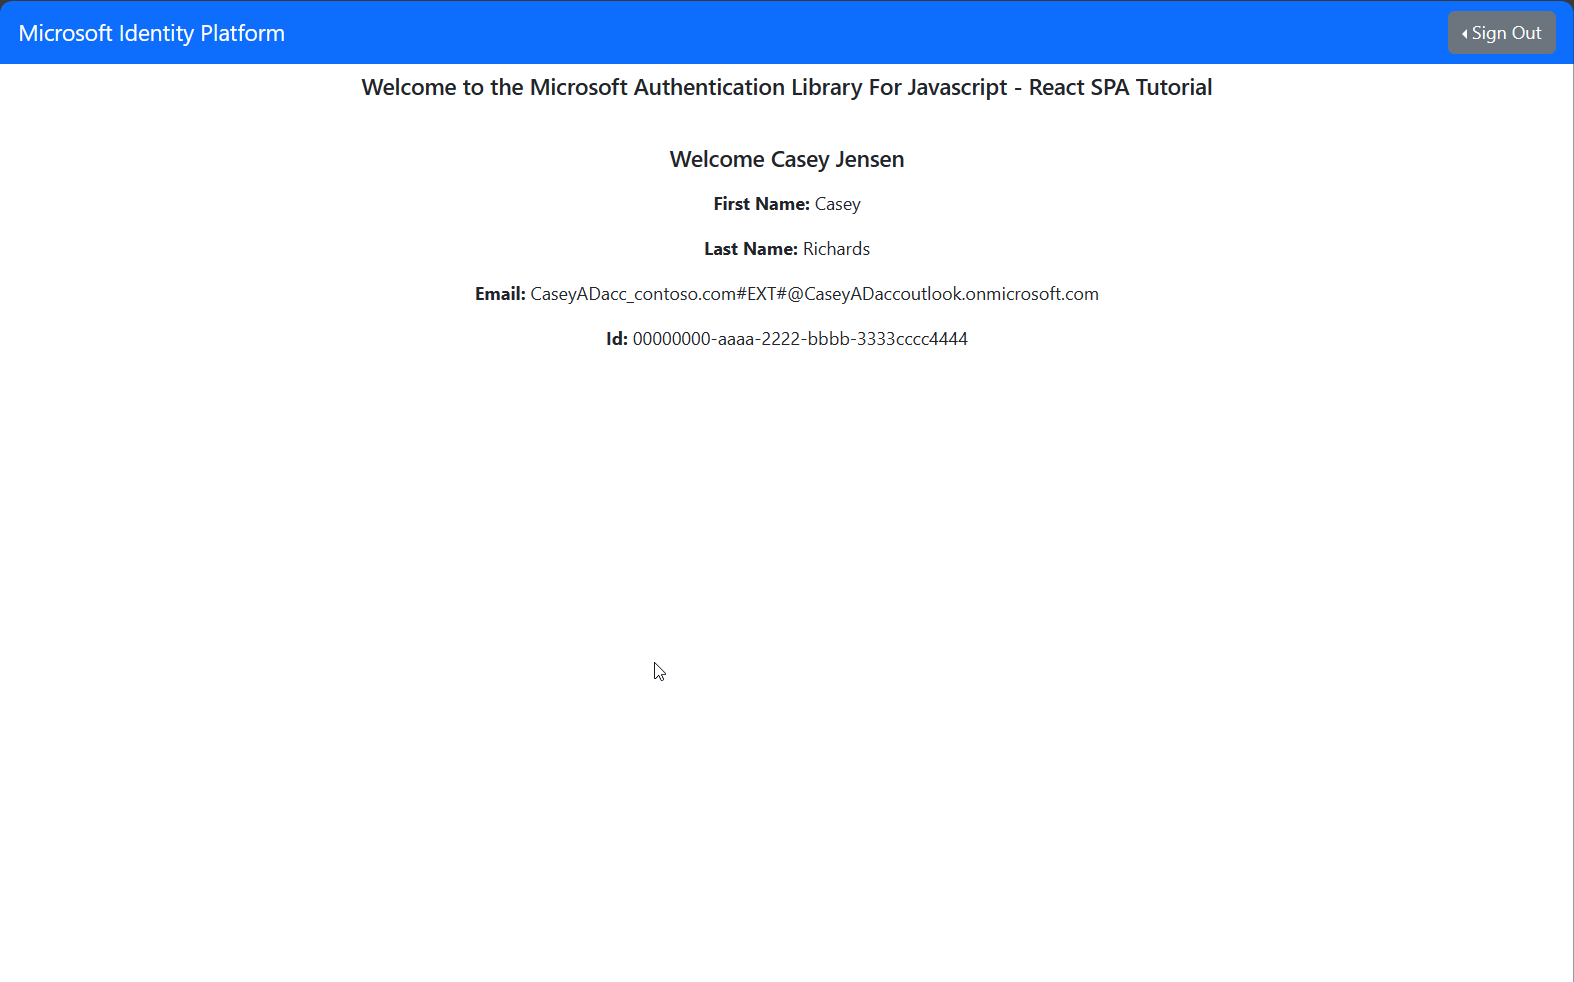 Microsoft Identity Platform
Sign Out
Welcome to the Microsoft Authentication Library For Javascript - React SPA Tutorial
Welcome Casey Jensen
First Name: Casey
Last Name: Richards
Email: CaseyADacc_contoso.com#EXT#@CaseyADaccoutlook.onmicrosoft.com
Id: 00000000-aaaa-2222-bbbb-3333cccc4444